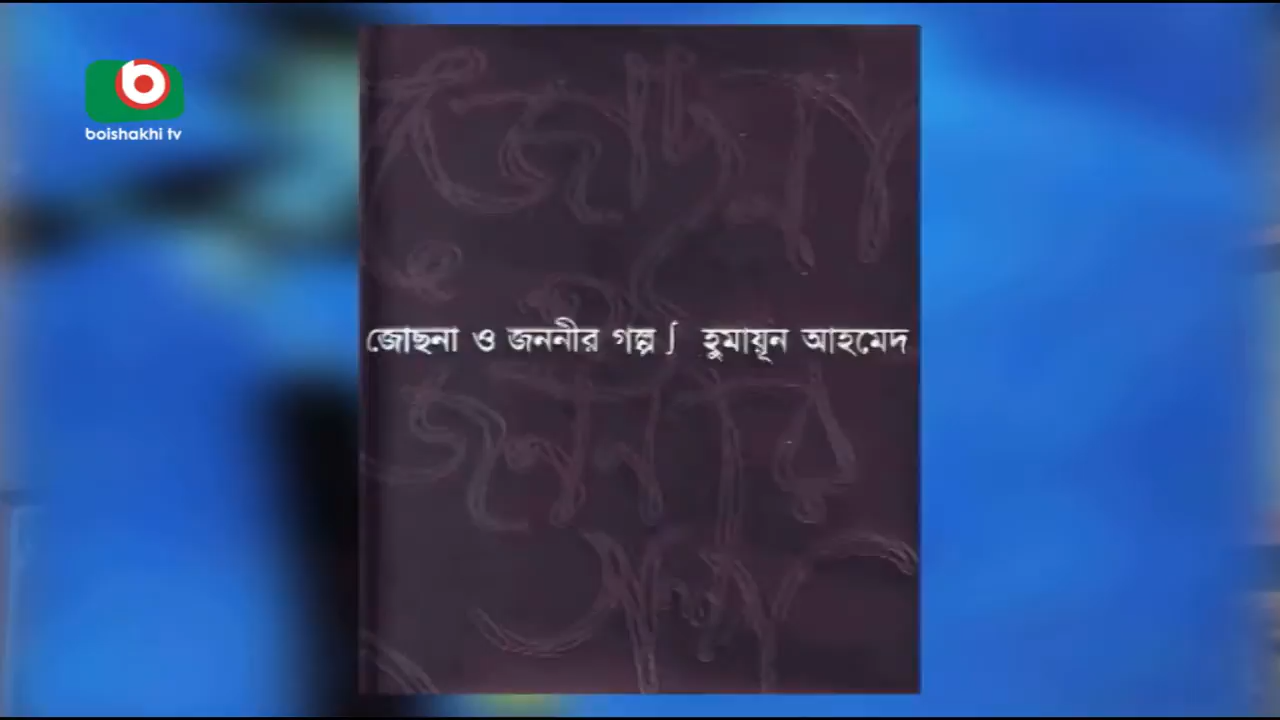 boishakhi tv
জোছনা ও জননীর গল্প ∫ হুমায়ূন আহমেদ